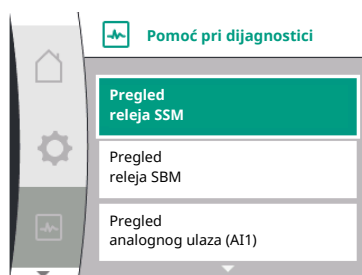 Pomoć pri dijagnostici
Pregled
releja SSM
Pregled
releja SBM
Pregled
analognog ulaza (AI1)